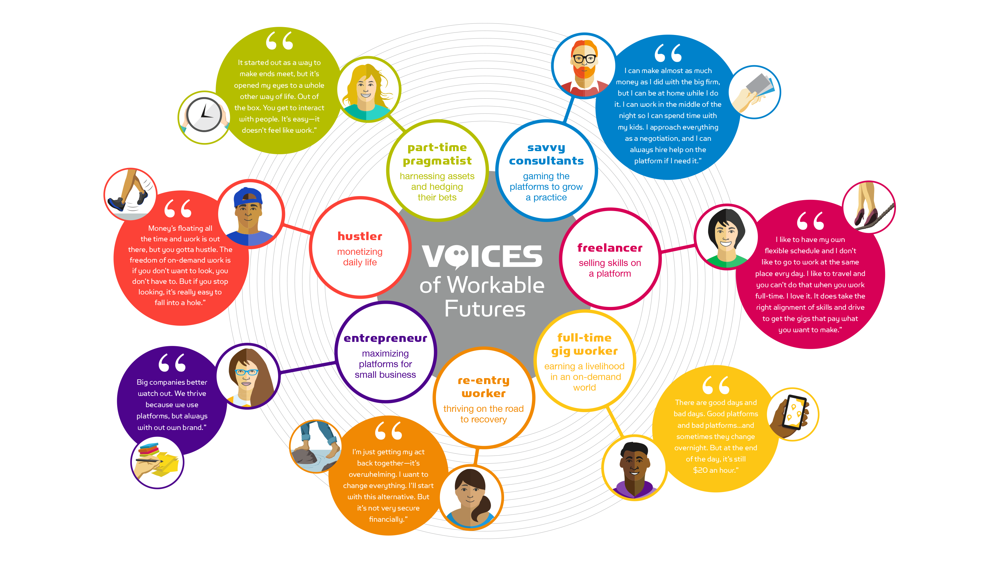 VOICES
of Workable
Futures
part-time
pragmatist
harnessing assets
and hedging
their bets
“
It started out as a way to
make ends meet, but it’s
opened my eyes to a whole
other way of life. Out of
the box. You get to interact
with people. It’s easy—it
doesn’t feel like work.”
savvy
consultants
gaming the
platforms to grow
a practice
“
I can make almost as much
money as I did with the big firm,
but I can be at home while I do
it. I can work in the middle of the
night so I can spend time with
my kids. I approach everything
as a negotiation, and I can
always hire help on the
platform if I need it.”
freelancer
selling skills on
a platform
“
I like to have my own
flexible schedule and I don’t
like to go to work at the same
place evry day. I like to travel and
you can’t do that when you work
full-time. I love it. It does take the
right alignment of skills and drive
to get the gigs that pay what
you want to make.”
full-time
gig worker
earning a livelihood
in an on-demand
world
“
There are good days and
bad days. Good platforms
and bad platforms...and
sometimes they change
overnight. But at the end
of the day, it’s still
$20 an hour.”
re-entry
worker
thriving on the road
to recovery
“
I’m just getting my act
back together—it’s
overwhelming. I want to
change everything. I’ll start
with this alternative. But
it’s not very secure
financially.”
entrepreneur
maximizing
platforms for
small business
“
Big companies better
watch out. We thrive
because we use
platforms, but always
with out own brand.”
hustler
monetizing
daily life
“
Money’s floating all
the time and work is out
there, but you gotta hustle. The
freedom of on-demand work is
if you don’t want to look, you
don’t have to. But if you stop
looking, it’s really easy to
fall into a hole.”